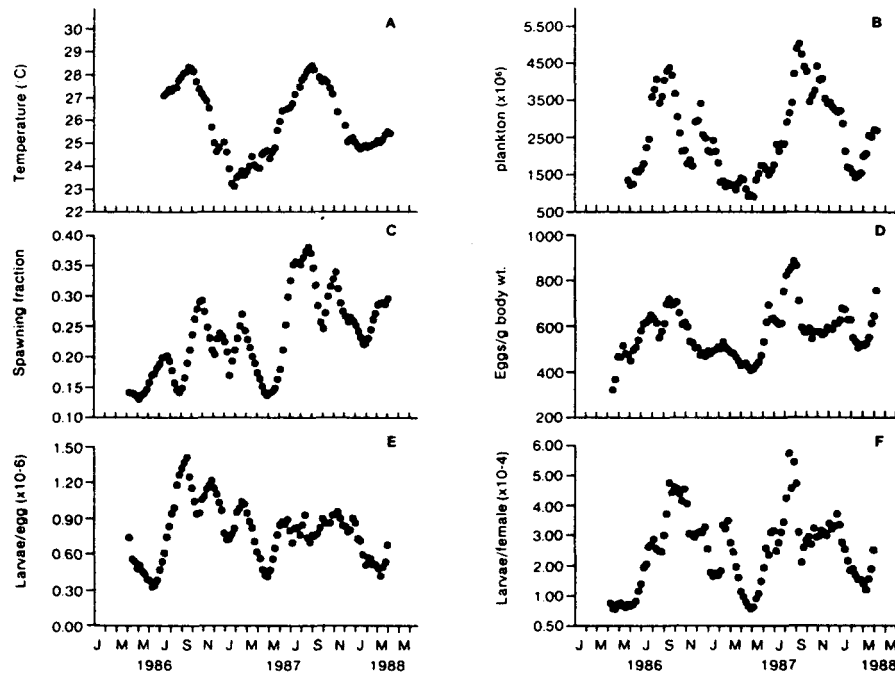 A
Temperature (°C)
30
29
28
27
26
25
24
23
22
B
plankton (x10⁶)
5.500
4500
3500
2500
1500
500
C
Spawning fraction
0.40
0.35
0.30
0.25
0.20
0.15
0.10
D
Eggs/g body wt.
1000
800
600
400
200
E
Larvae/egg (x10-6)
1.50
1.20
0.90
0.60
0.30
0.00
J M M J S N J M M J S N J M M
1986 1987 1988
F
Larvae/female (x10-4)
6.00
5.00
4.00
3.00
2.00
1.00
0.50
J M M J S N J M M J S N J M M
1986 1987 1988